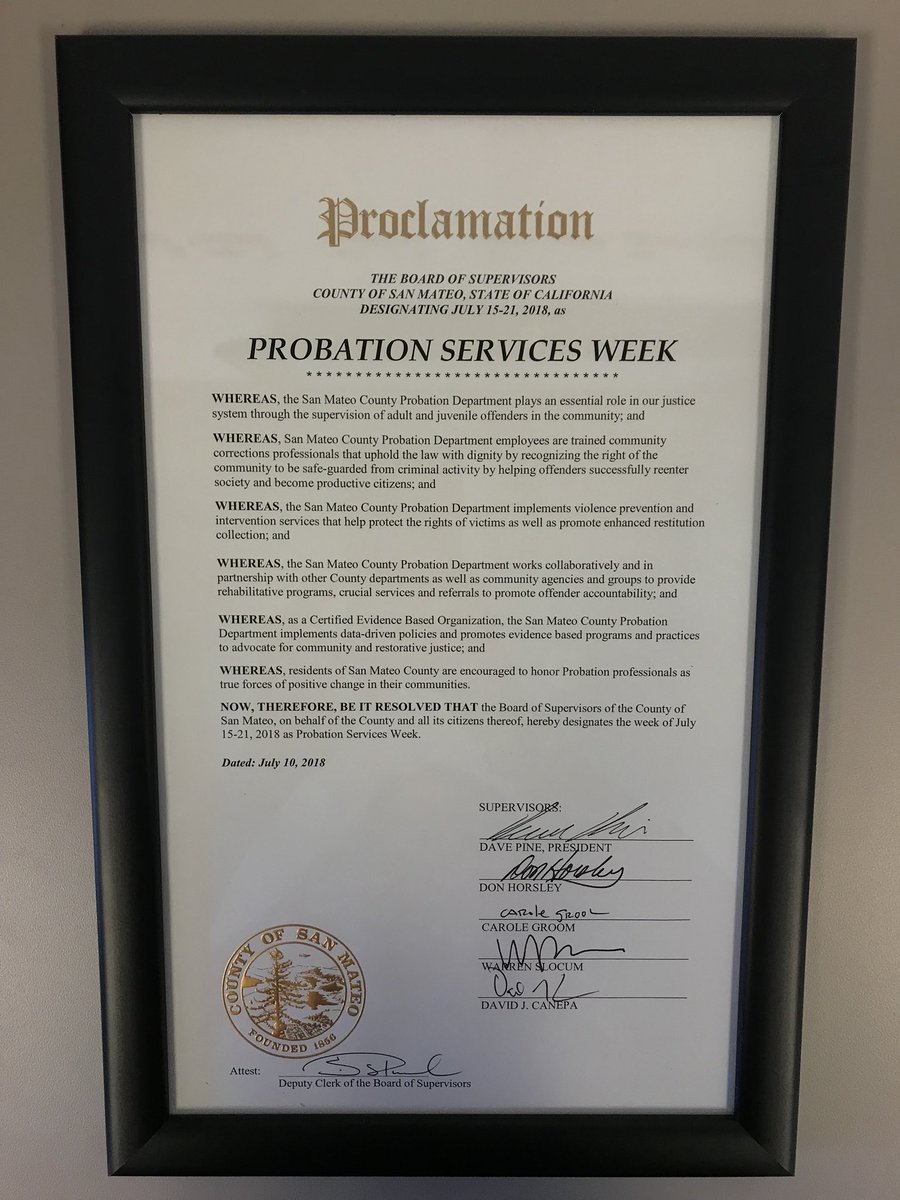 Proclamation
THE BOARD OF SUPERVISORS
COUNTY OF SAN MATEO, STATE OF CALIFORNIA
DESIGNATING JULY 15-21, 2018, as
PROBATION SERVICES WEEK
* * * * * * * * * * * * * * * * * * * * * * * * * * * * * * * *
WHEREAS, the San Mateo County Probation Department plays an essential role in our justice
system through the supervision of adult and juvenile offenders in the community; and
WHEREAS, San Mateo County Probation Department employees are trained community
corrections professionals that uphold the law with dignity by recognizing the right of the
community to be safe-guarded from criminal activity by helping offenders successfully reenter
society and become productive citizens; and
WHEREAS, the San Mateo County Probation Department implements violence prevention and
intervention services that help protect the rights of victims as well as promote enhanced restitution
collection; and
WHEREAS, the San Mateo County Probation Department works collaboratively and in
partnership with other County departments as well as community agencies and groups to provide
rehabilitative programs, crucial services and referrals to promote offender accountability; and
WHEREAS, as a Certified Evidence Based Organization, the San Mateo County Probation
Department implements data-driven policies and promotes evidence based programs and practices
to advocate for community and restorative justice; and
WHEREAS, residents of San Mateo County are encouraged to honor Probation professionals as
true forces of positive change in their communities.
NOW, THEREFORE, BE IT RESOLVED THAT the Board of Supervisors of the County of
San Mateo, on behalf of the County and all its citizens thereof, hereby designates the week of July
15-21, 2018 as Probation Services Week.
Dated: July 10, 2018
SUPERVISORS:
DAVE PINE, PRESIDENT
Don Horsley
DON HORSLEY
Carole Groom
CAROLE GROOM
WARREN SLOCUM
DAVID J. CANEPA
COUNTY OF SAN MATEO
FOUNDED 1856
Attest:
Deputy Clerk of the Board of Supervisors